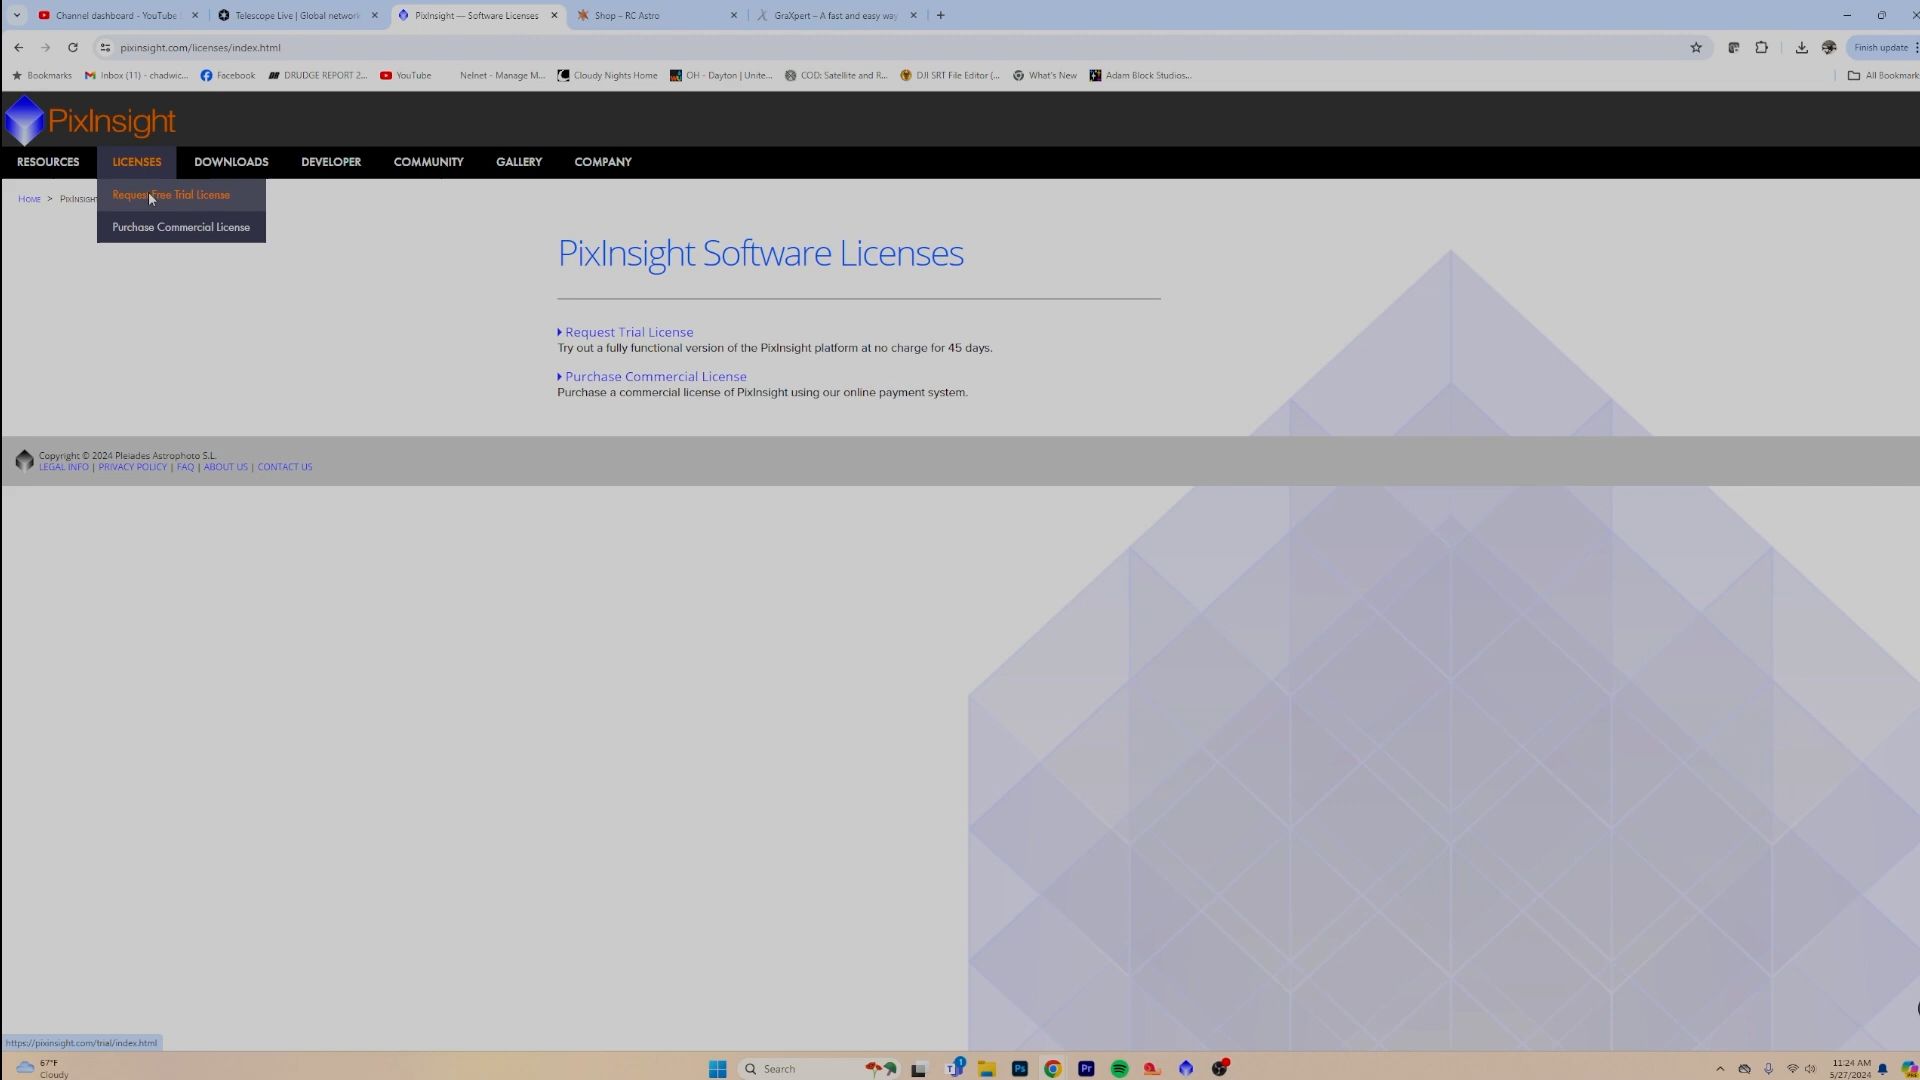 Channel dashboard - YouTube
Telescope Live | Global network
PixInsight — Software Licenses
Shop – RC Astro
GraXpert – A fast and easy way
pixinsight.com/licenses/index.html
Finish update
Bookmarks
Inbox (11) - chadwic...
Facebook
DRUDGE REPORT 2...
YouTube
Nelnet - Manage M...
Cloudy Nights Home
OH - Dayton | Unite...
COD: Satellite and R...
DJI SRT File Editor (...
What's New
Adam Block Studios...
All Bookmark
PixInsight
RESOURCES LICENSES DOWNLOADS DEVELOPER COMMUNITY GALLERY COMPANY
Home > PixInsight
Request Free Trial License
Purchase Commercial License
PixInsight Software Licenses
Request Trial License
Try out a fully functional version of the PixInsight platform at no charge for 45 days.
Purchase Commercial License
Purchase a commercial license of PixInsight using our online payment system.
Copyright © 2024 Pleiades Astrophoto S.L.
LEGAL INFO | PRIVACY POLICY | FAQ | ABOUT US | CONTACT US
https://pixinsight.com/trial/index.html
67°F
Cloudy
Search
1
Ps
Pr
11:24 AM
5/27/2024
PRE